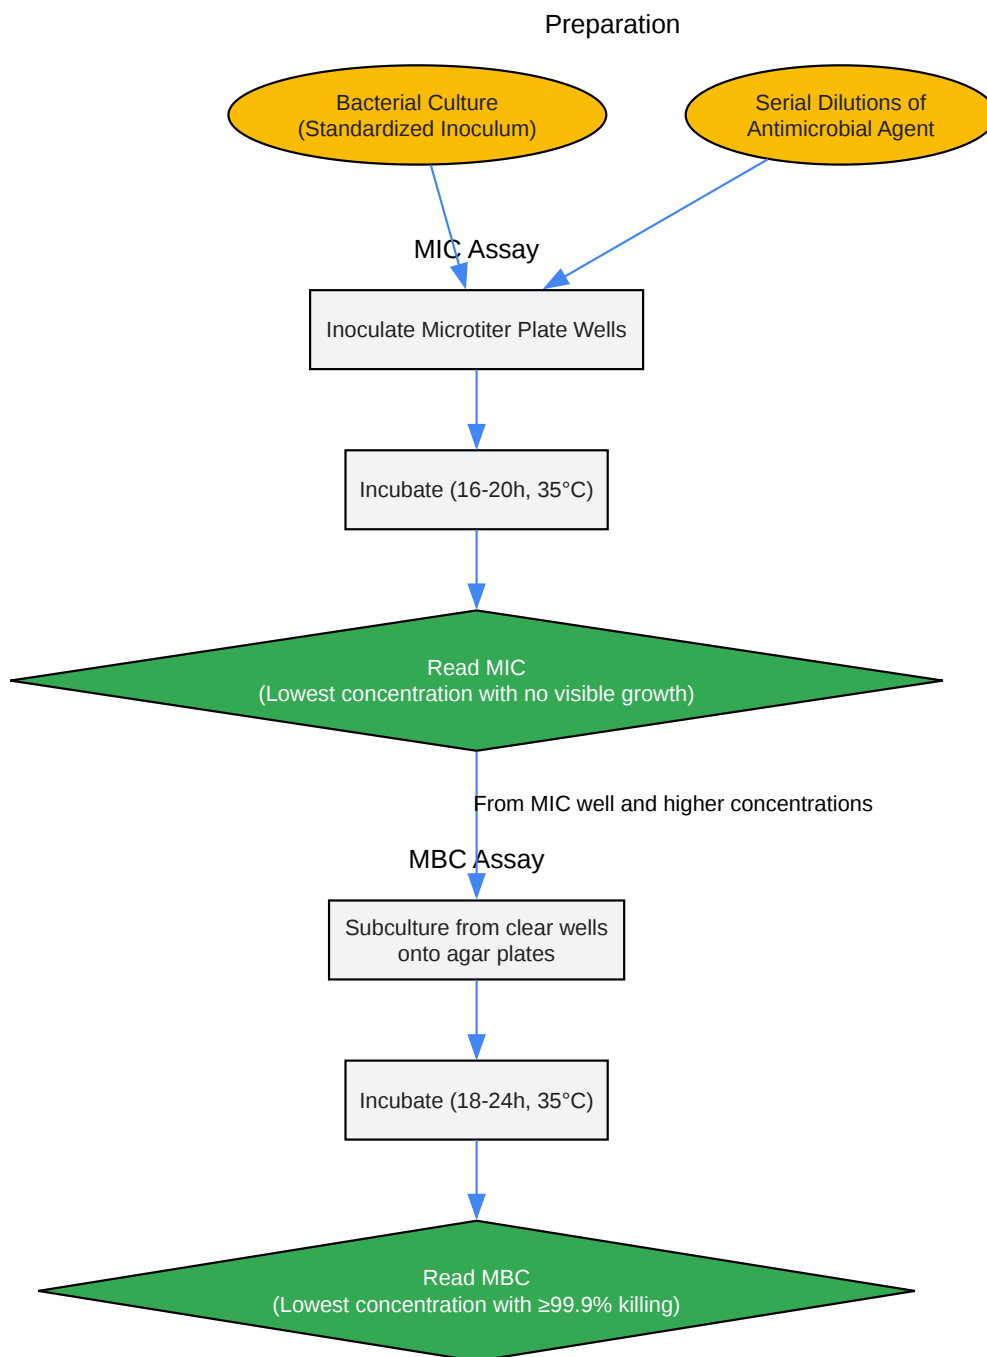 Preparation
Bacterial Culture
(Standardized Inoculum)
Serial Dilutions of
Antimicrobial Agent
MIC Assay
Inoculate Microtiter Plate Wells
Incubate (16-20h, 35°C)
Read MIC
(Lowest concentration with no visible growth)
From MIC well and higher concentrations
MBC Assay
Subculture from clear wells
onto agar plates
Incubate (18-24h, 35°C)
Read MBC
(Lowest concentration with ≥99.9% killing)